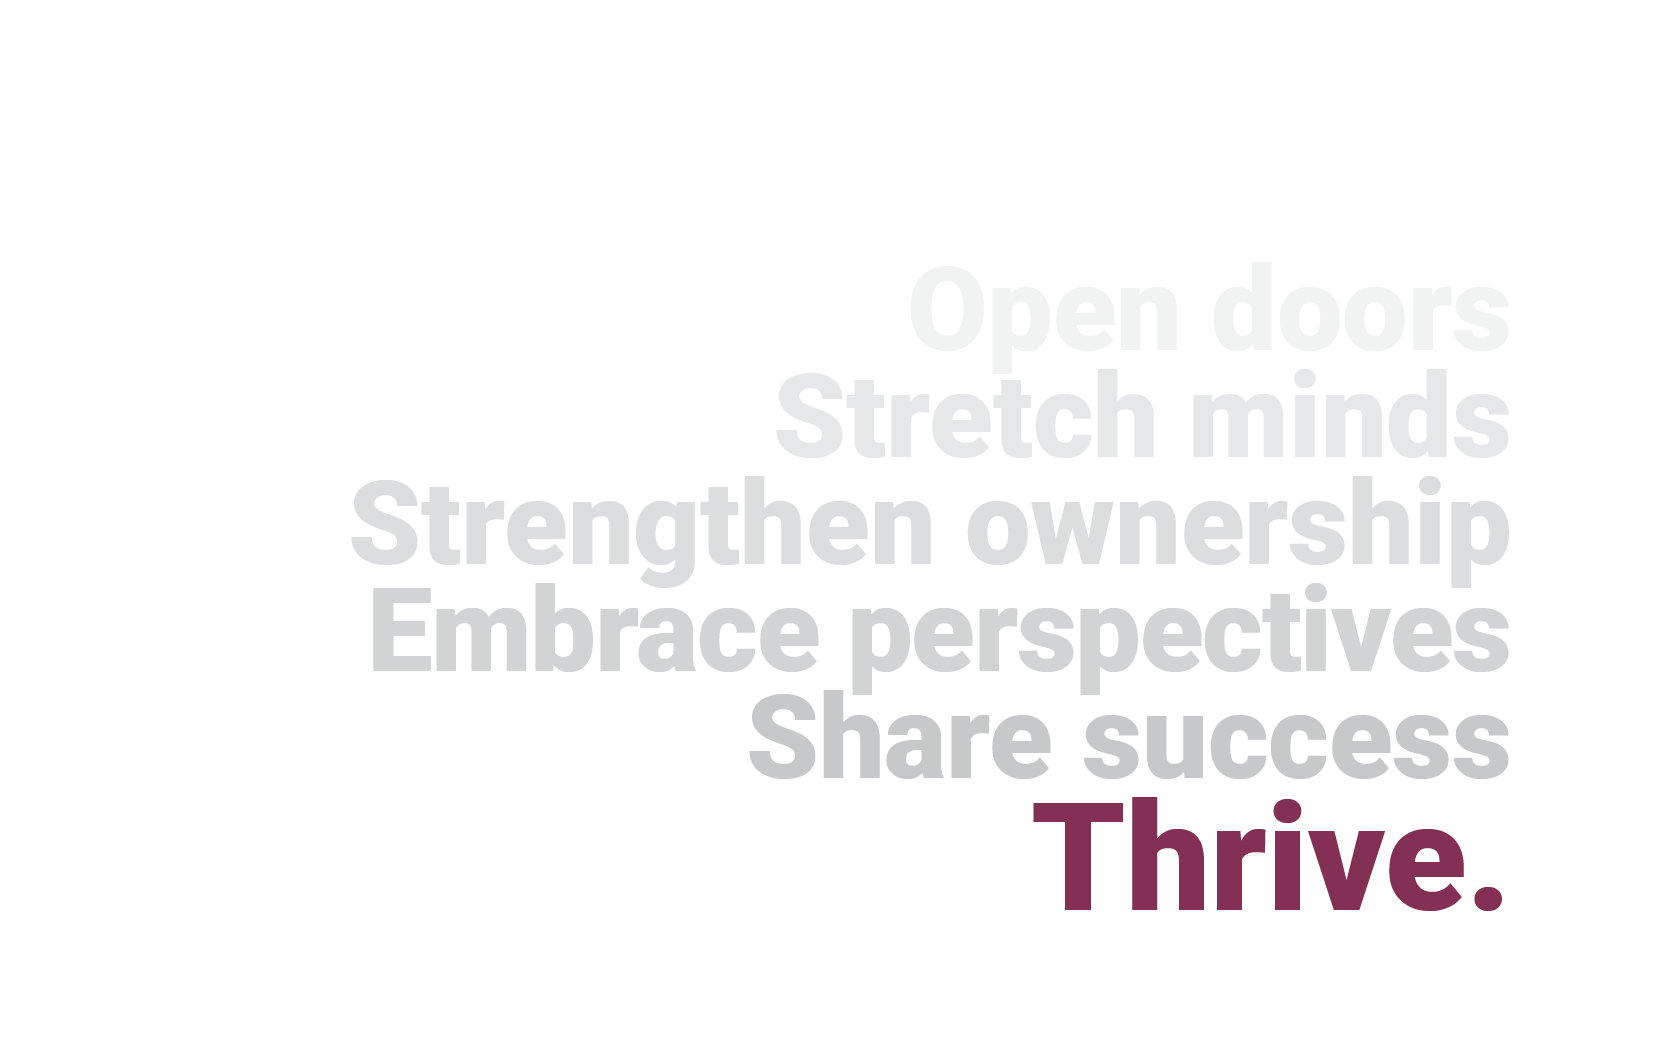 Open doors
Stretch minds
Strengthen ownership
Embrace perspectives
Share success
Thrive.